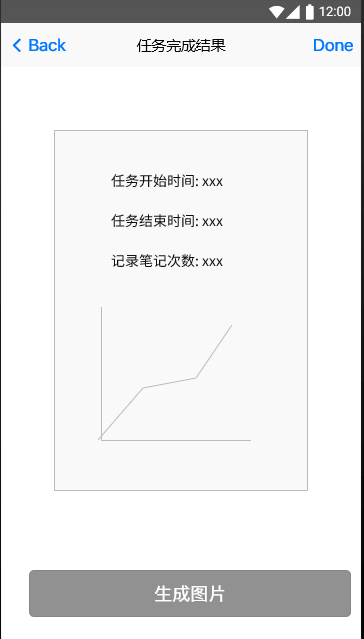 12:00
Back
任务完成结果
Done
任务开始时间: xxx
任务结束时间: xxx
记录笔记次数: xxx
生成图片